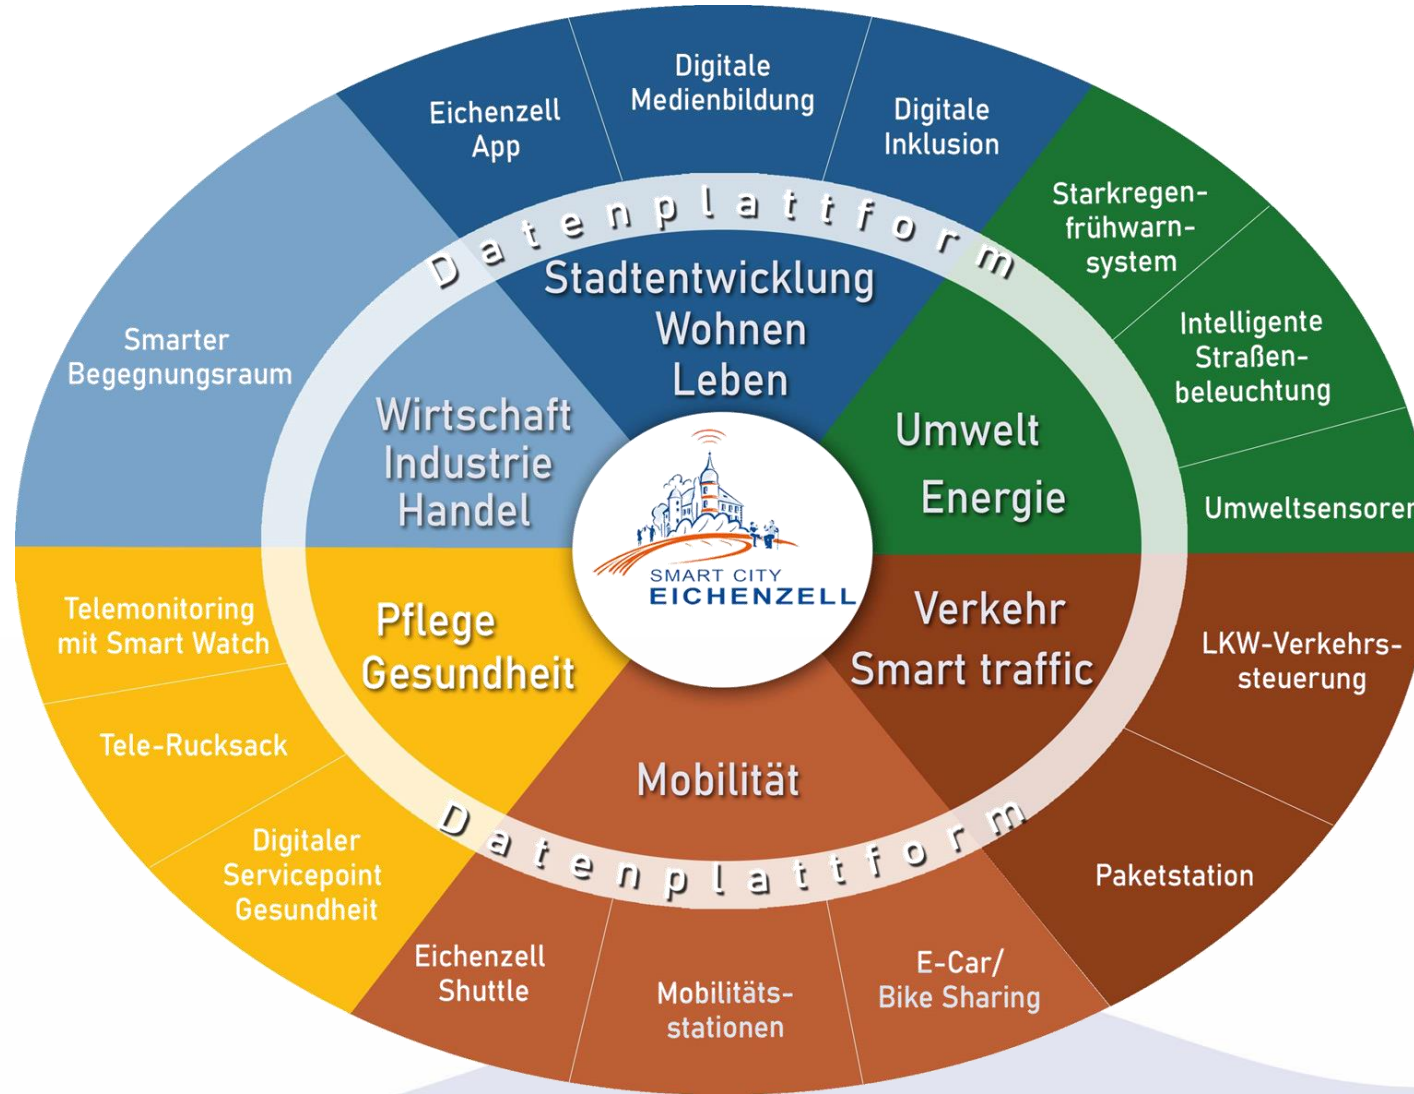 Digitale
Medienbildung
Eichenzell
App
Digitale
Inklusion
Datenplattform
Starkregen-
frühwarn-
system
Stadtentwicklung
Wohnen
Leben
Smarter
Begegnungsraum
Intelligente
Straßen-
beleuchtung
Wirtschaft
Industrie
Handel
Umwelt
Energie
Umweltsensoren
SMART CITY
EICHENZELL
Telemonitoring
mit Smart Watch
Pflege
Gesundheit
Verkehr
Smart traffic
LKW-Verkehrs-
steuerung
Tele-Rucksack
Mobilität
Digitaler
Servicepoint
Gesundheit
Datenplattform
Paketstation
Eichenzell
Shuttle
Mobilitäts-
stationen
E-Car/
Bike Sharing